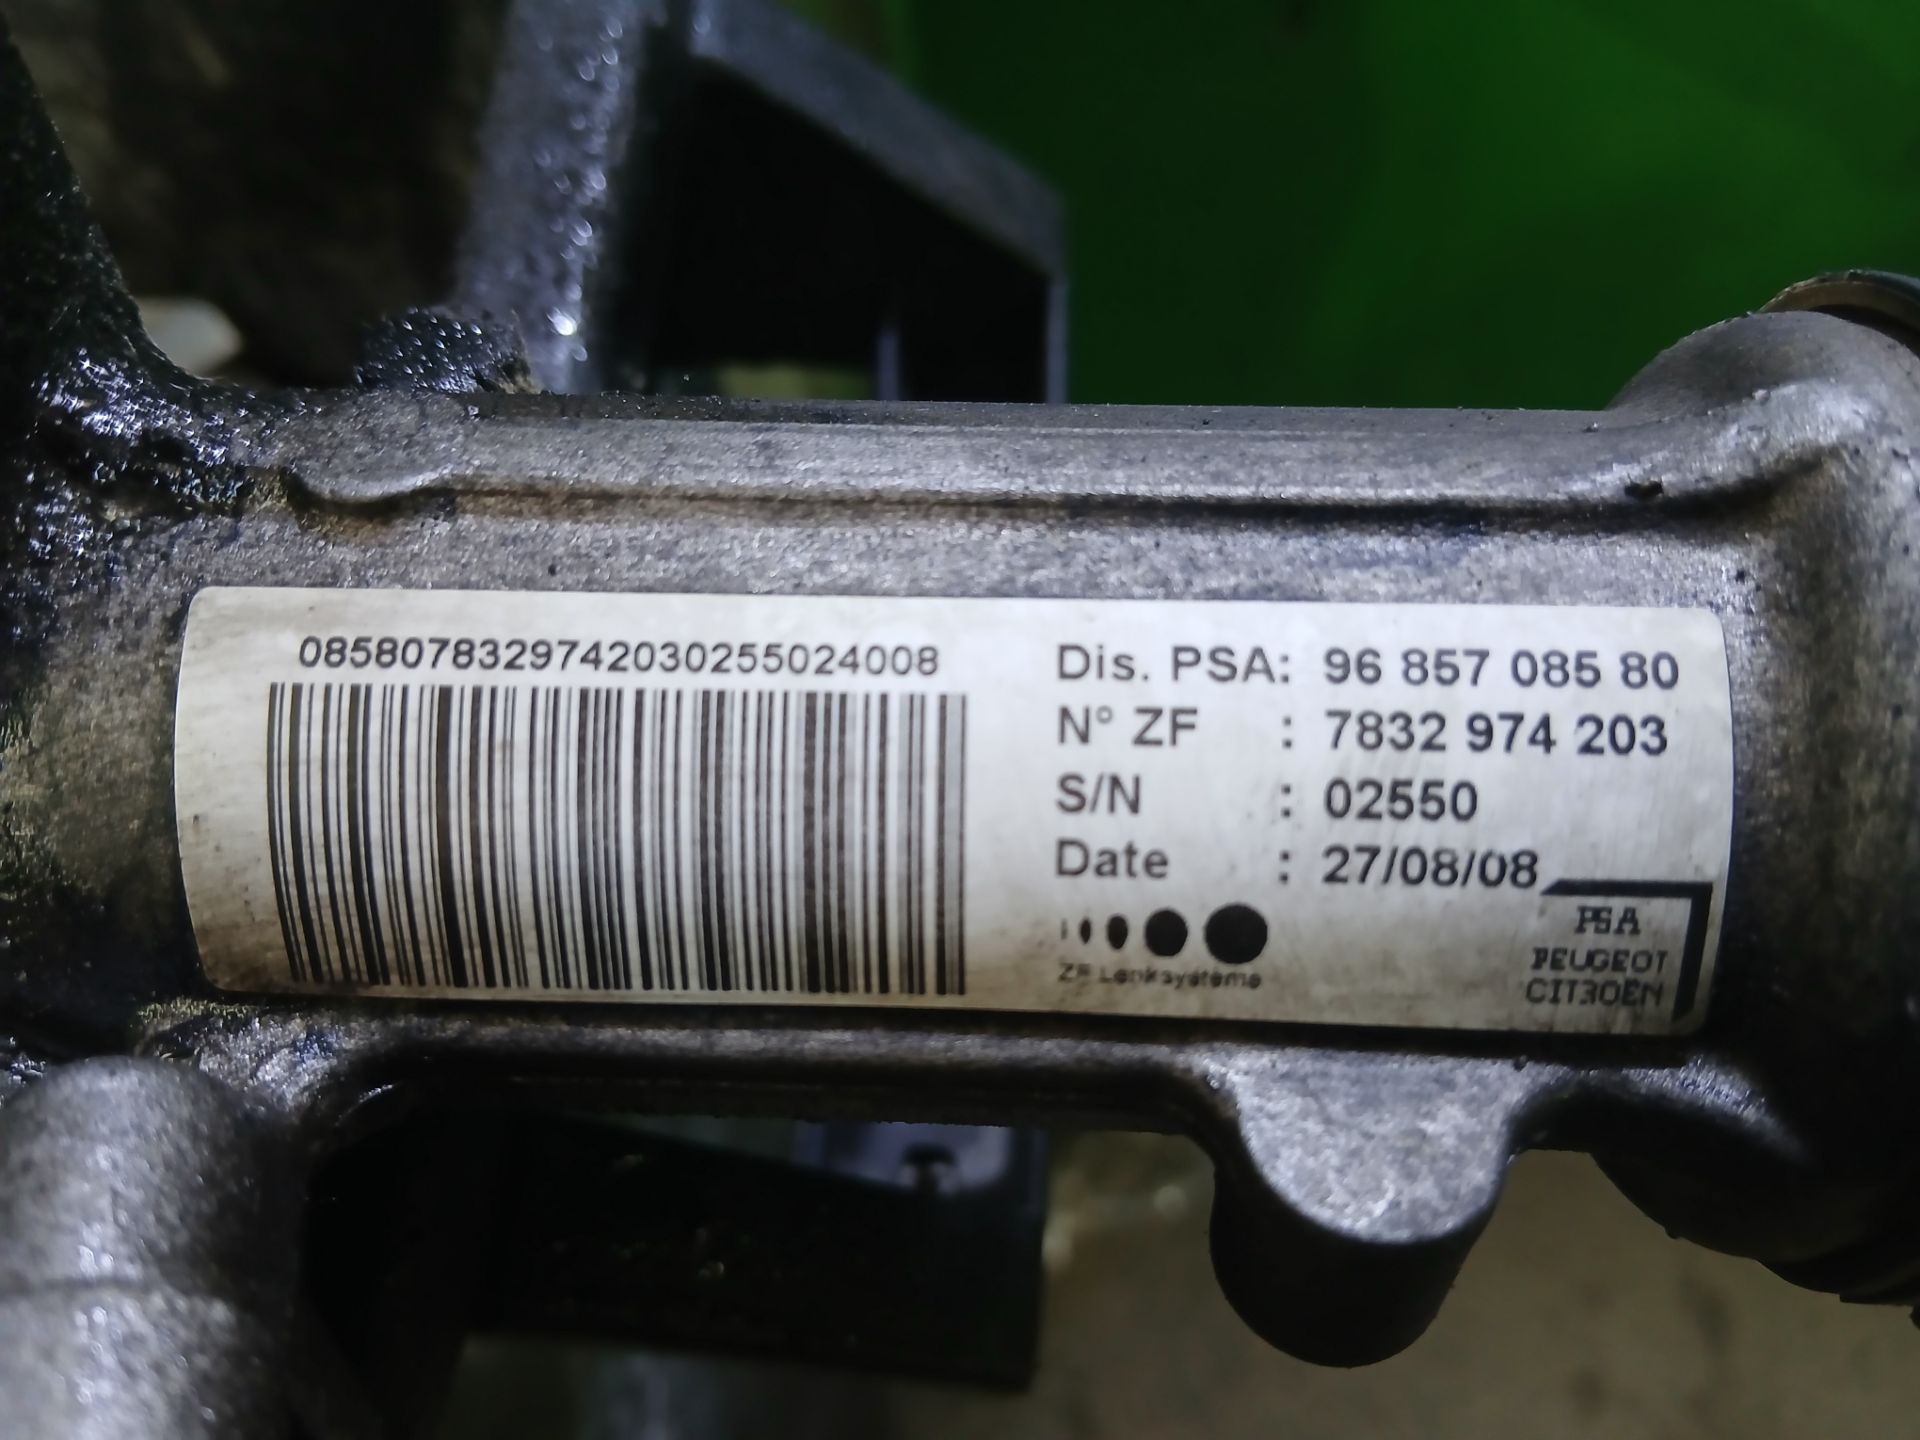 0858078329742030255024008
Dis. PSA: 96 857 085 80
N° ZF : 7832 974 203
S/N : 02550
Date : 27/08/08
ZF Lenksysteme
PSA
PEUGEOT
CITROËN